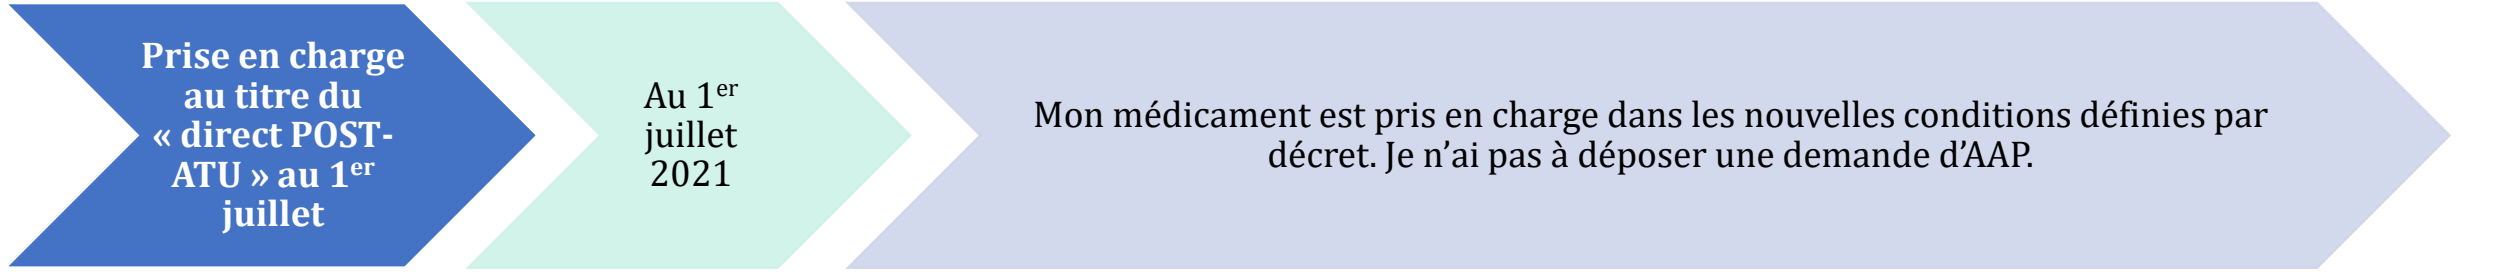 Prise en charge
au titre du
« direct POST-
ATU » au 1er
juillet
Au 1er
juillet
2021
Mon médicament est pris en charge dans les nouvelles conditions définies par
décret. Je n’ai pas à déposer une demande d’AAP.